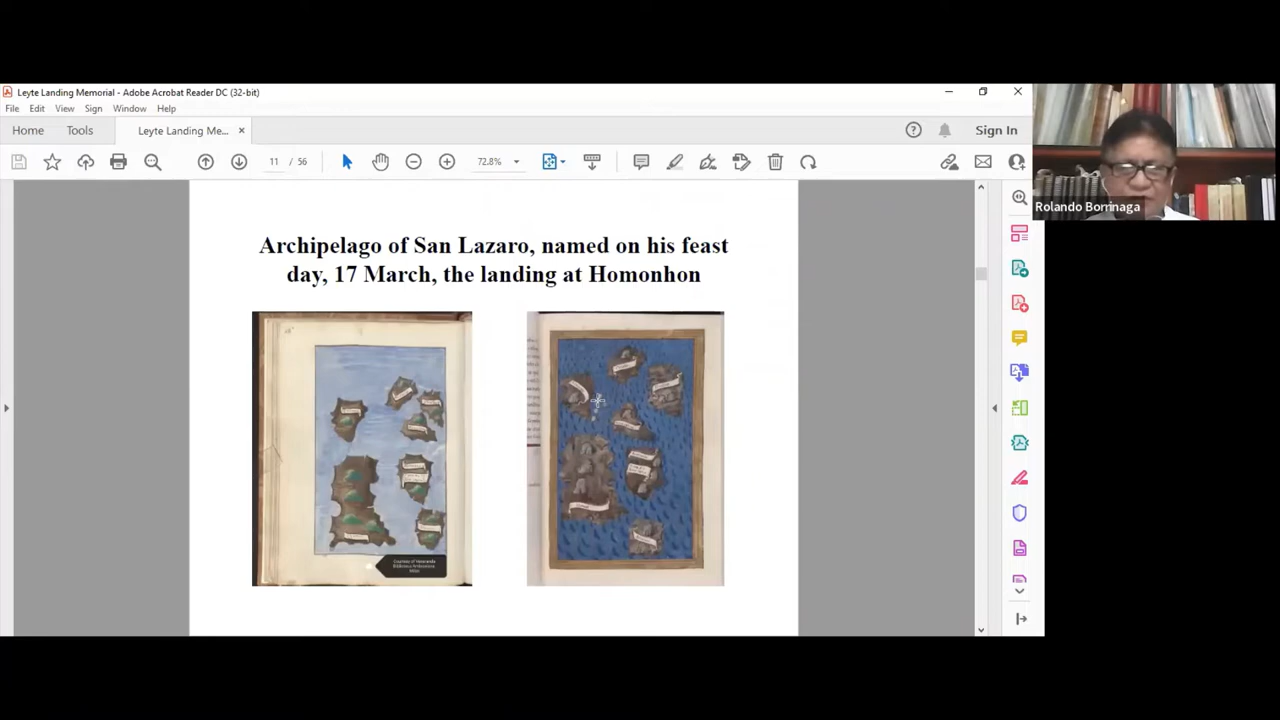 Leyte Landing Memorial - Adobe Acrobat Reader DC (32-bit)
File Edit View Sign Window Help
Home Tools Leyte Landing Me... × Sign In
11 / 56 72.8%
Rolando Borrinaga
Archipelago of San Lazaro, named on his feast
day, 17 March, the landing at Homonhon